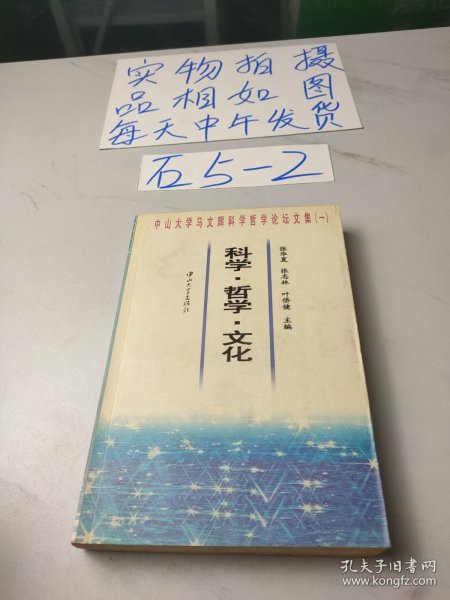 实物拍摄
品相如图
每天中午发货
石5-2
中山大学马文辉科学哲学论坛文集(一)
张华夏 张志林 叶侨健 主编
科学·哲学·文化
中山大学出版社
孔夫子旧书网
www.kongfz.com